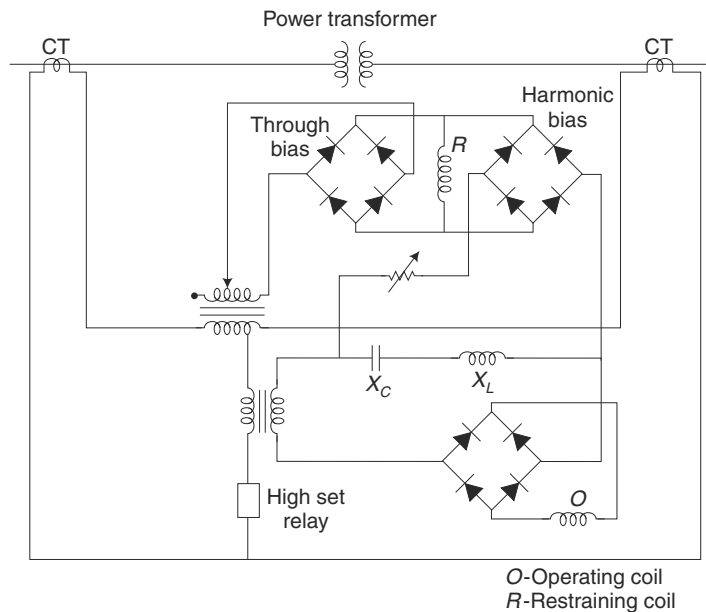 Power transformer
CT
CT
Through
bias
R
Harmonic
bias
X_C
X_L
High set
relay
O
O-Operating coil
R-Restraining coil